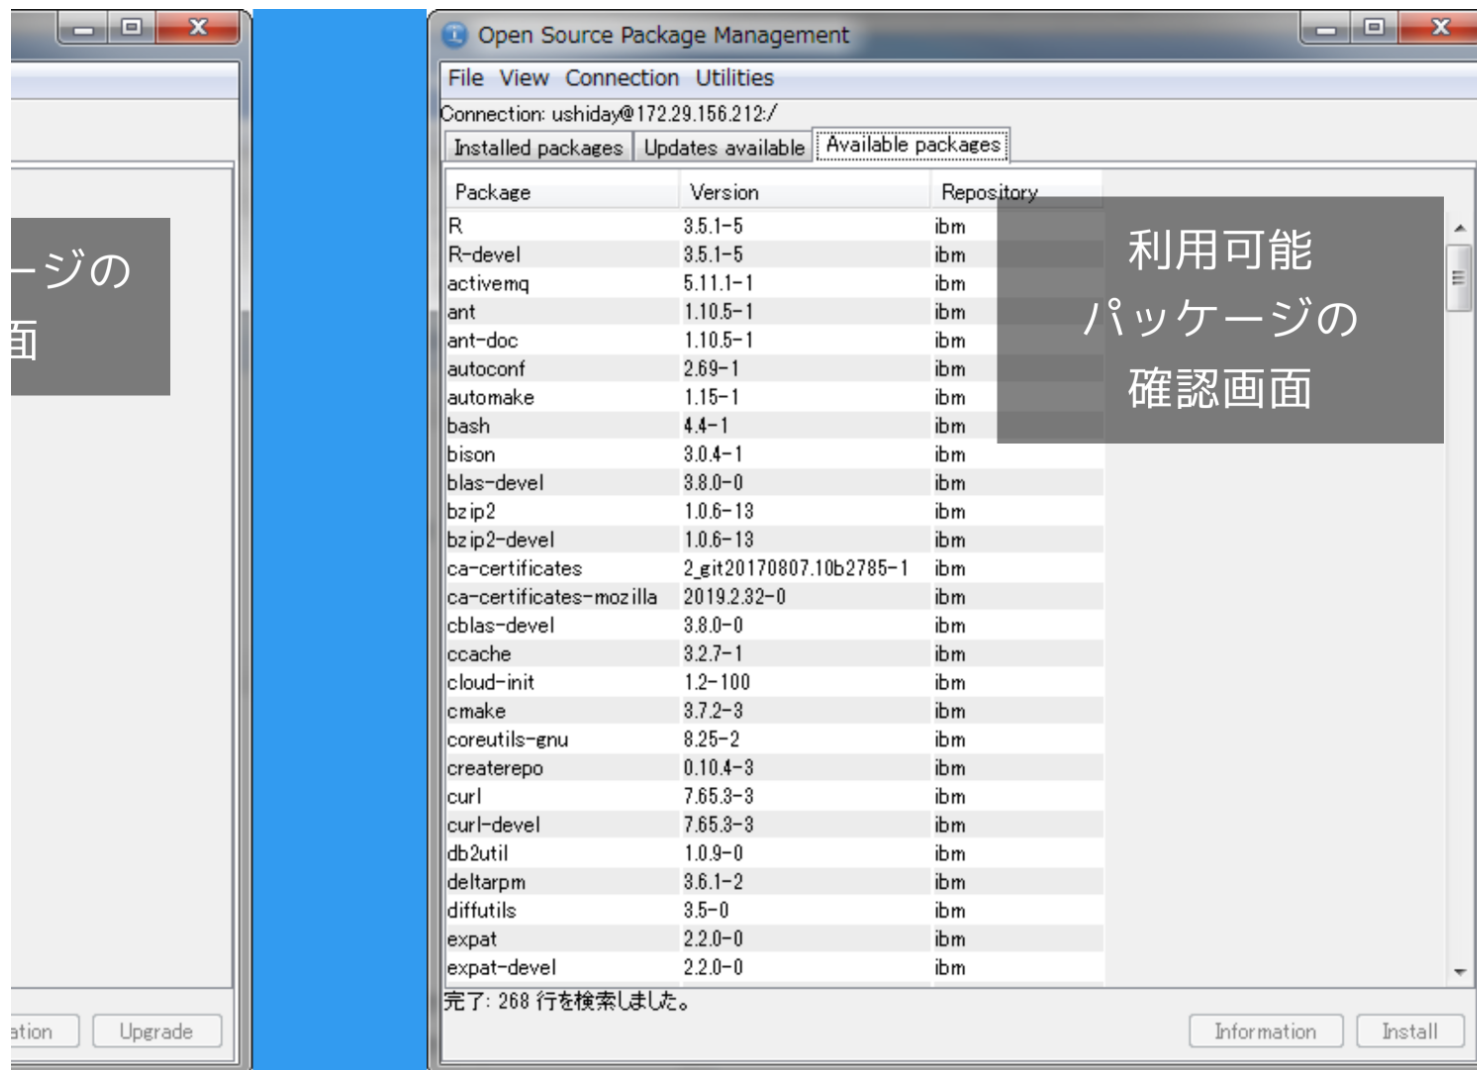 ージの
面
ation
Upgrade
Open Source Package Management
File View Connection Utilities
Connection: ushiday@172.29.156.212:/
Installed packages Updates available Available packages
Package Version Repository
R 3.5.1-5 ibm
R-devel 3.5.1-5 ibm
activemq 5.11.1-1 ibm
ant 1.10.5-1 ibm
ant-doc 1.10.5-1 ibm
autoconf 2.69-1 ibm
automake 1.15-1 ibm
bash 4.4-1 ibm
bison 3.0.4-1 ibm
blas-devel 3.8.0-0 ibm
bzip2 1.0.6-13 ibm
bzip2-devel 1.0.6-13 ibm
ca-certificates 2_git20170807.10b2785-1 ibm
ca-certificates-mozilla 2019.2.32-0 ibm
cblas-devel 3.8.0-0 ibm
ccache 3.2.7-1 ibm
cloud-init 1.2-100 ibm
cmake 3.7.2-3 ibm
coreutils-gnu 8.25-2 ibm
createrepo 0.10.4-3 ibm
curl 7.65.3-3 ibm
curl-devel 7.65.3-3 ibm
db2util 1.0.9-0 ibm
deltarpm 3.6.1-2 ibm
diffutils 3.5-0 ibm
expat 2.2.0-0 ibm
expat-devel 2.2.0-0 ibm
利用可能
パッケージの
確認画面
完了: 268 行を検索しました。
Information Install